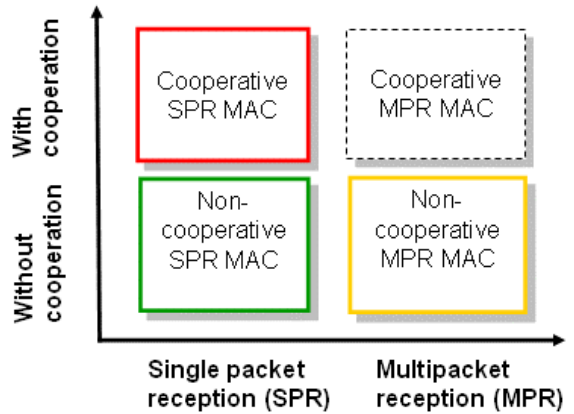 With
cooperation
Cooperative
SPR MAC
Cooperative
MPR MAC
Without
cooperation
Non-
cooperative
SPR MAC
Non-
cooperative
MPR MAC
Single packet
reception (SPR)
Multipacket
reception (MPR)